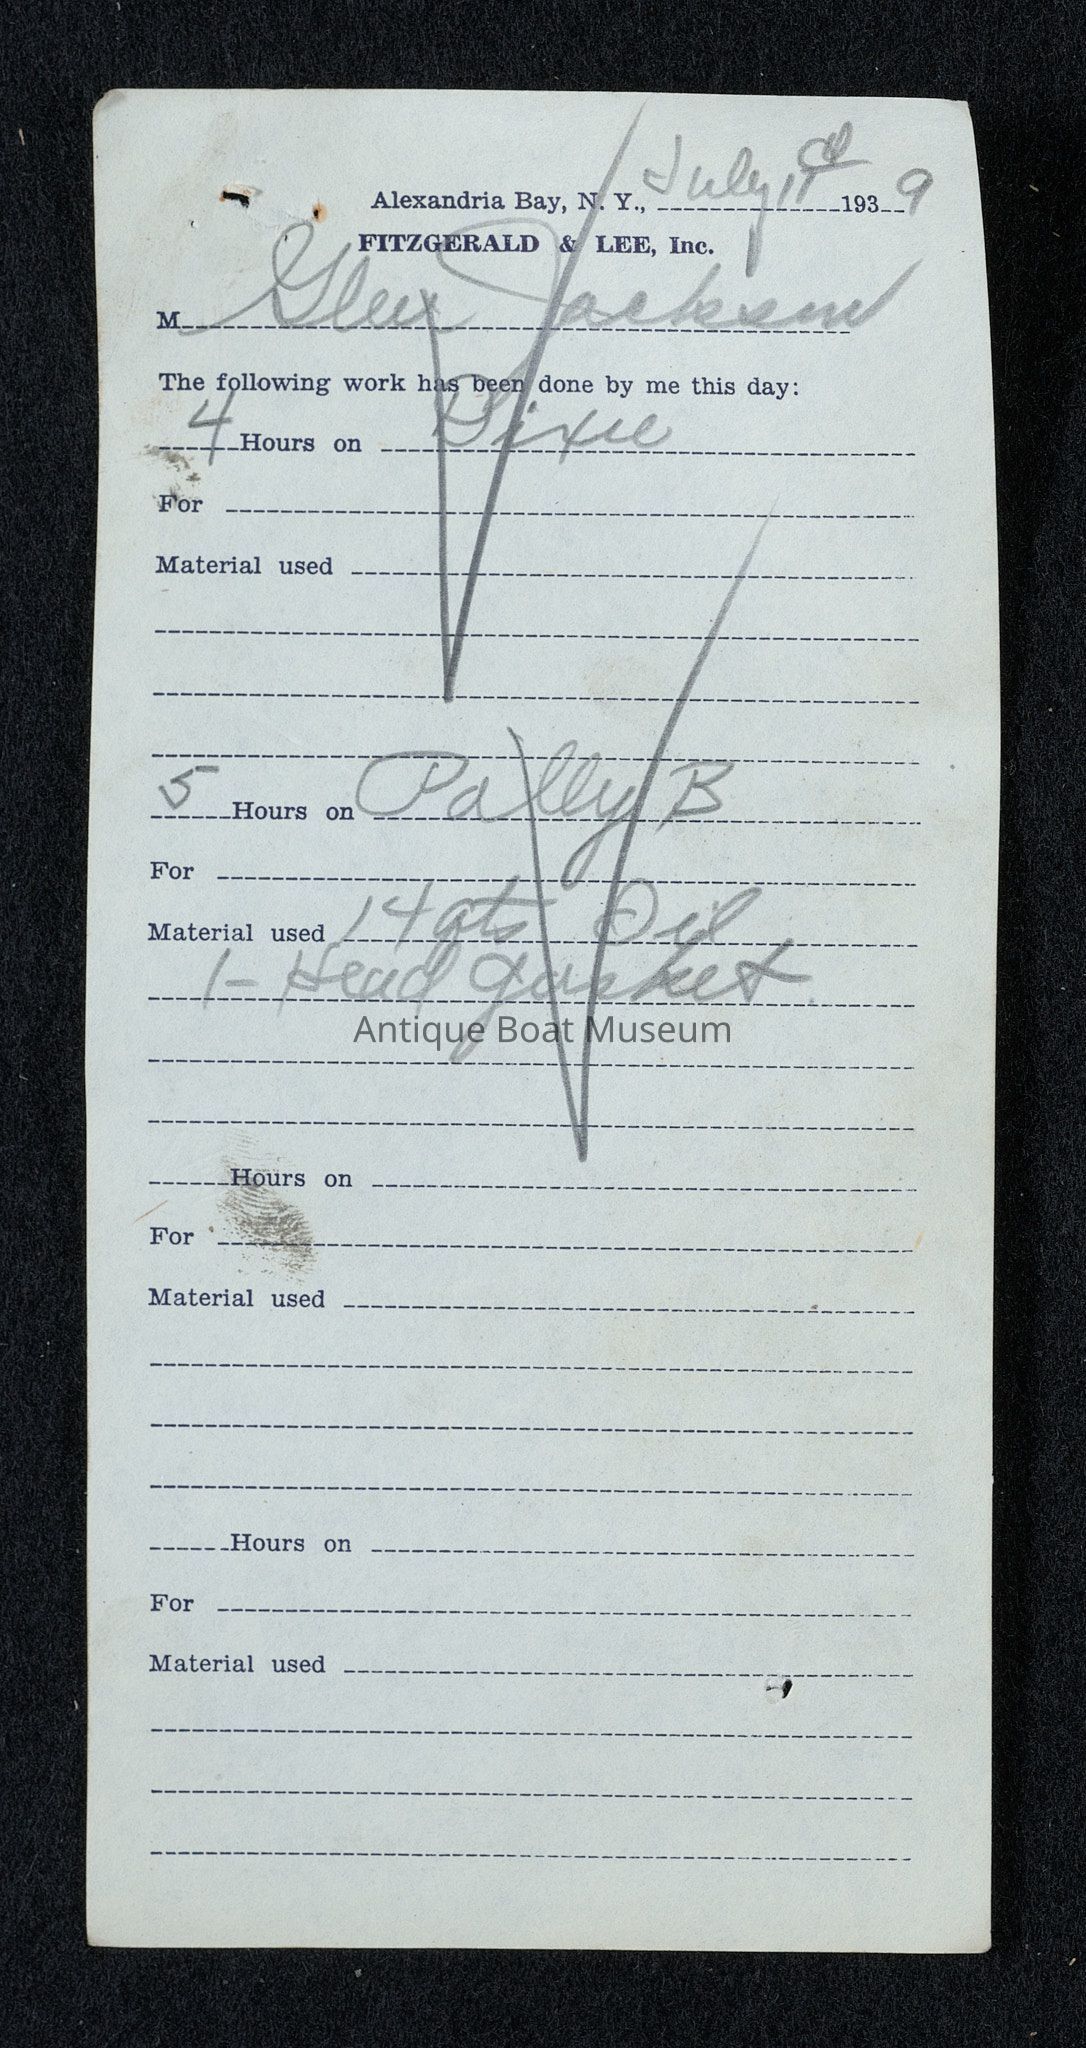 Alexandria Bay, N. Y., July 11 1939
FITZGERALD & LEE, Inc.
M Glen Jackson
The following work has been done by me this day:
4 Hours on Dixie
For
Material used
5 Hours on Pally B
For
Material used 14 qts Oil
1- Head gasket
Antique Boat Museum
Hours on
For
Material used
Hours on
For
Material used